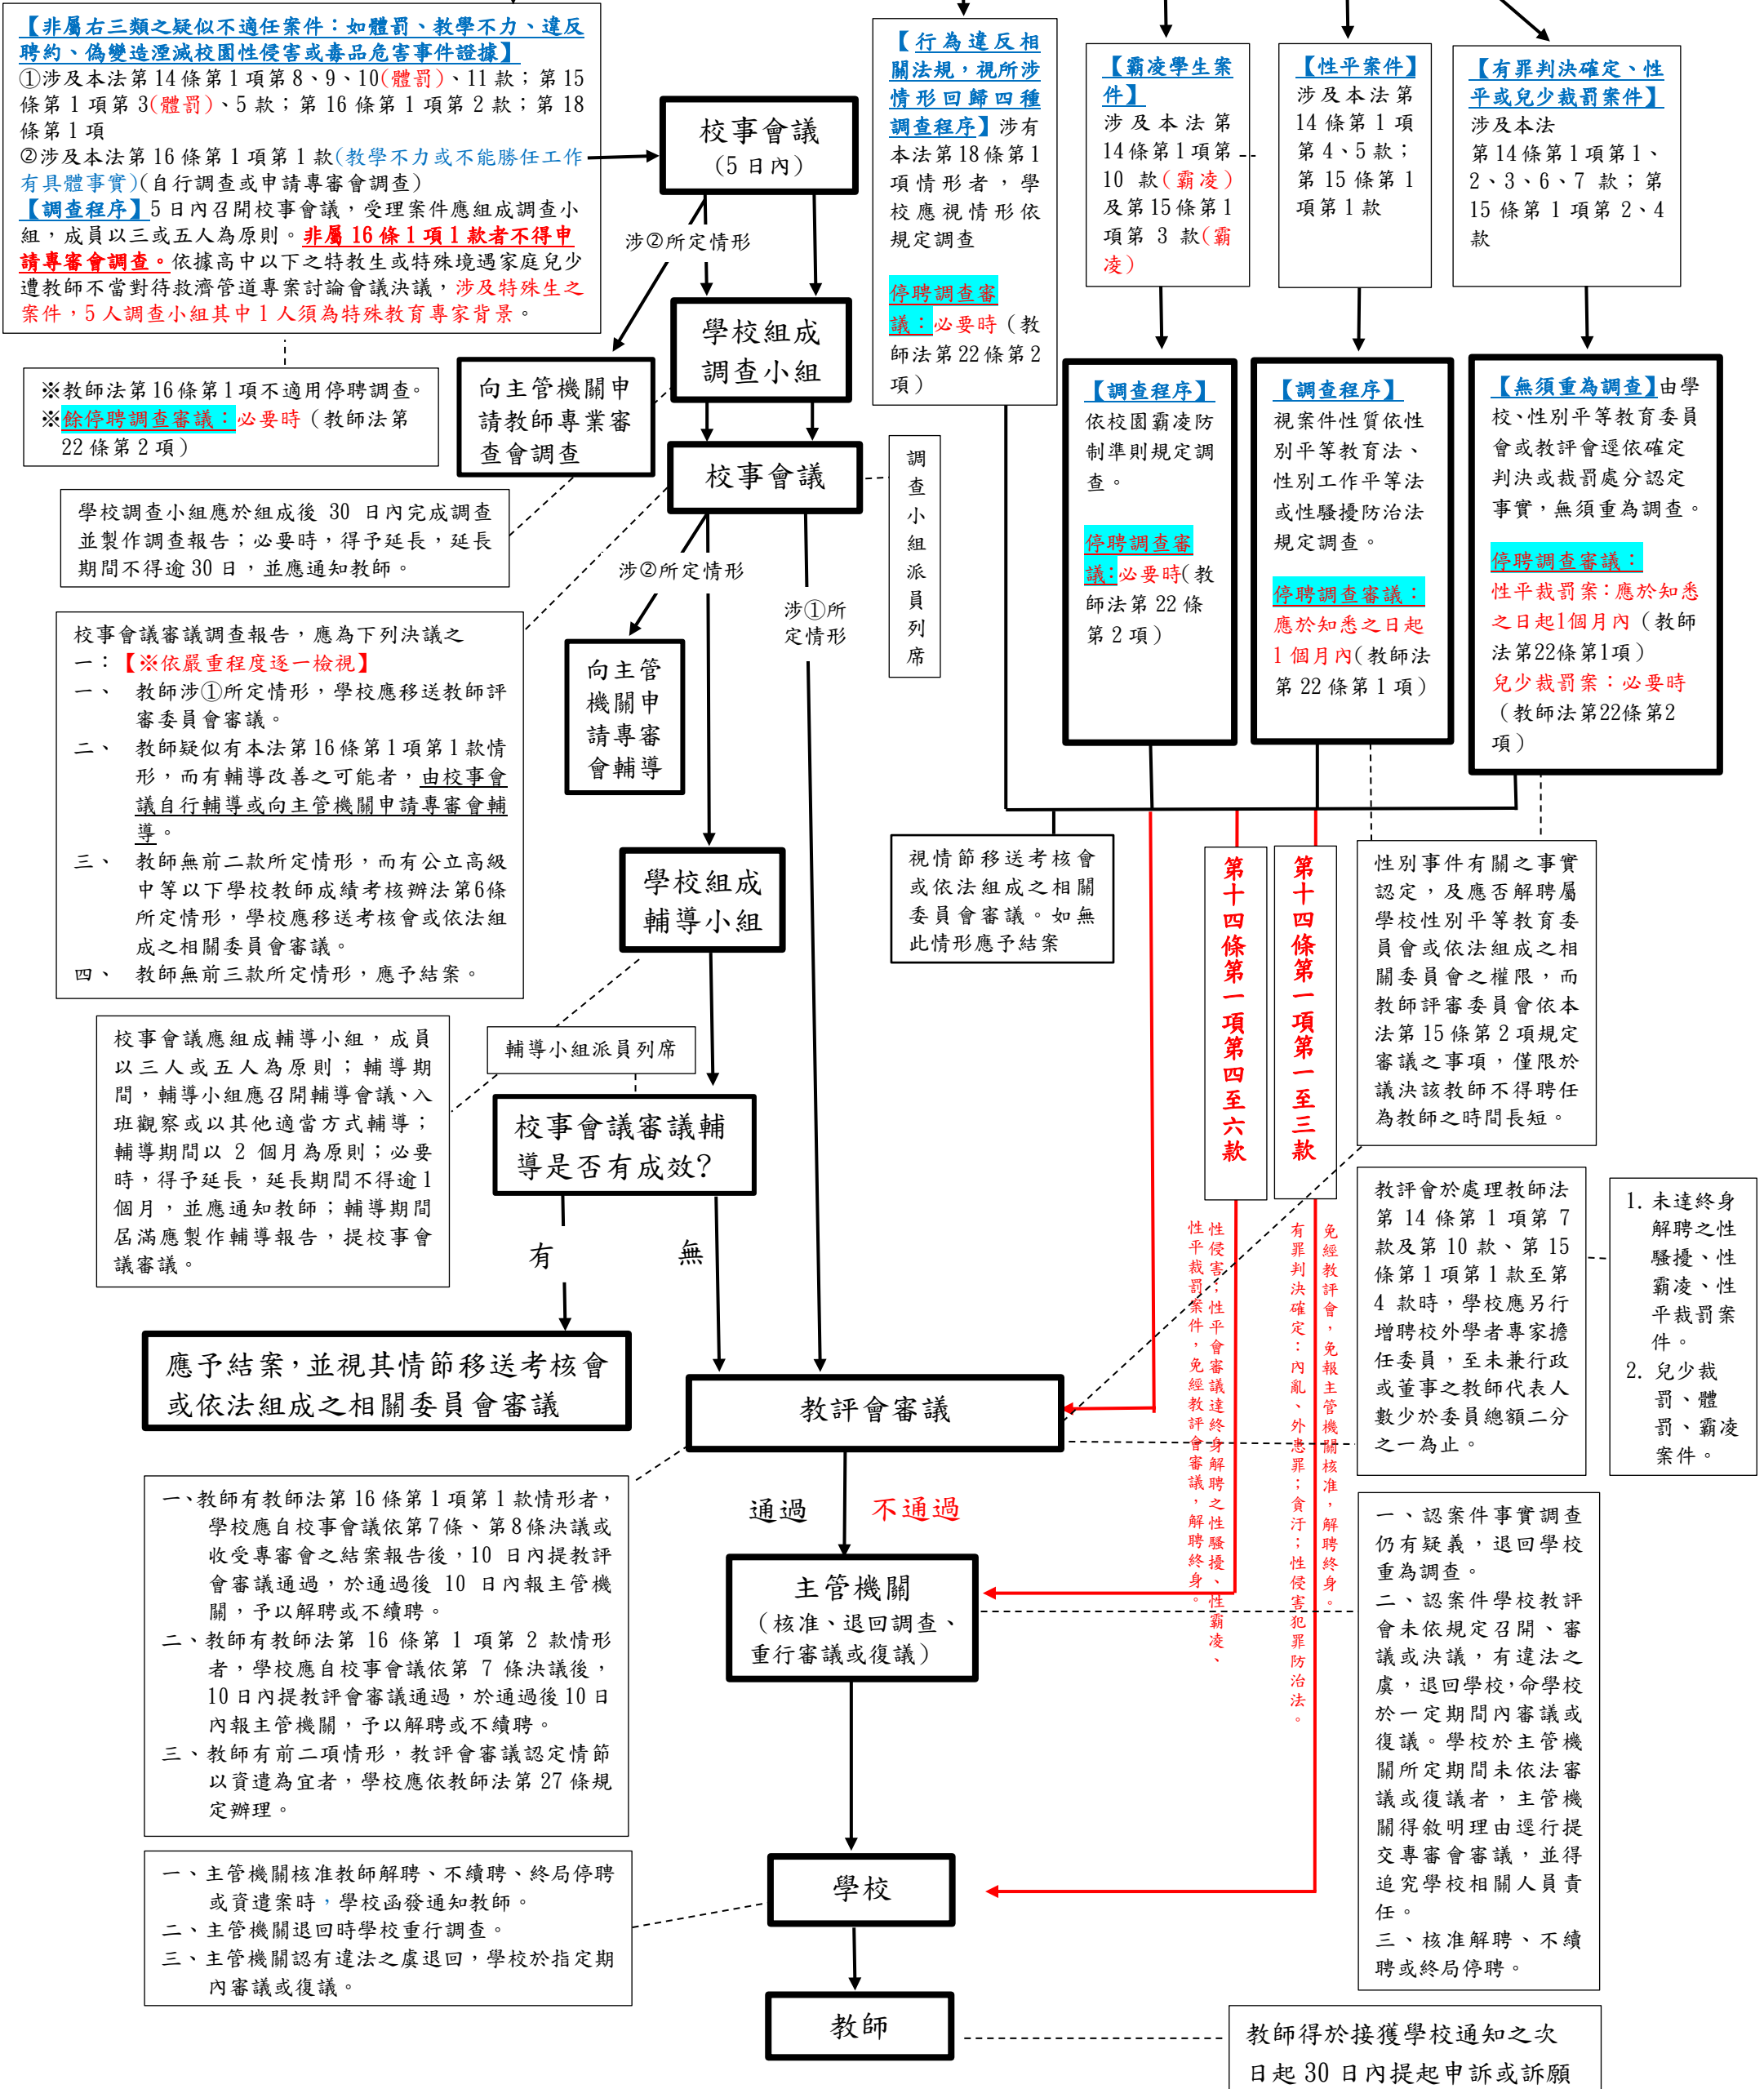 【非屬右三類之疑似不適任案件：如體罰、教學不力、違反
聘約、偽變造湮滅校園性侵害或毒品危害事件證據】
①涉及本法第14條第1項第8、9、10(體罰)、11款；第15
條第1項第3(體罰)、5款；第16條第1項第2款；第18
條第1項
②涉及本法第16條第1項第1款(教學不力或不能勝任工作
有具體事實)(自行調查或申請專審會調查)
【調查程序】5日內召開校事會議，受理案件應組成調查小
組，成員以三或五人為原則。非屬16條1項1款者不得申
請專審會調查。依據高中以下之特教生或特殊境遇家庭兒少
遭教師不當對待救濟管道專案討論會議決議，涉及特殊生之
案件，5人調查小組其中1人須為特殊教育專家背景。
※教師法第16條第1項不適用停聘調查。
※餘停聘調查審議：必要時（教師法第
22條第2項）
校事會議
(5日內)
涉②所定情形
學校組成
調查小組
向主管機關申
請教師專業審
查會調查
校事會議
調查小組派員列席
學校調查小組應於組成後 30 日內完成調查
並製作調查報告；必要時，得予延長，延長
期間不得逾30日，並應通知教師。
涉②所定情形
涉①所
定情形
校事會議審議調查報告，應為下列決議之
一：【※依嚴重程度逐一檢視】
一、 教師涉①所定情形，學校應移送教師評
審委員會審議。
二、 教師疑似有本法第16條第1項第1款情
形，而有輔導改善之可能者，由校事會
議自行輔導或向主管機關申請專審會輔
導。
三、 教師無前二款所定情形，而有公立高級
中等以下學校教師成績考核辦法第6條
所定情形，學校應移送考核會或依法組
成之相關委員會審議。
四、 教師無前三款所定情形，應予結案。
向主管
機關申
請專審
會輔導
學校組成
輔導小組
校事會議應組成輔導小組，成員
以三人或五人為原則；輔導期
間，輔導小組應召開輔導會議、入
班觀察或以其他適當方式輔導；
輔導期間以 2 個月為原則；必要
時，得予延長，延長期間不得逾1
個月，並應通知教師；輔導期間
屆滿應製作輔導報告，提校事會
議審議。
輔導小組派員列席
校事會議審議輔
導是否有成效?
有
無
應予結案，並視其情節移送考核會
或依法組成之相關委員會審議
【行為違反相
關法規，視所涉
情形回歸四種
調查程序】涉有
本法第18條第1
項情形者，學
校應視情形依
規定調查
停聘調查審
議：必要時（教
師法第22條第2
項）
【霸凌學生案
件】
涉及本法第
14條第1項第
10 款(霸凌)
及第15條第1
項第 3 款(霸
凌)
【性平案件】
涉及本法第
14條第1項
第4、5款；
第15條第1
項第1款
【有罪判決確定、性
平或兒少裁罰案件】
涉及本法
第14條第1項第1、
2、3、6、7 款；第
15 條第 1 項第 2、4
款
【調查程序】
依校園霸凌防
制準則規定調
查。
停聘調查審
議：必要時(教
師法第22條
第2項)
【調查程序】
視案件性質依性
別平等教育法、
性別工作平等法
或性騷擾防治法
規定調查。
停聘調查審議：
應於知悉之日起
1個月內(教師法
第22條第1項)
【無須重為調查】由學
校、性別平等教育委員
會或教評會逕依確定
判決或裁罰處分認定
事實，無須重為調查。
停聘調查審議：
性平裁罰案：應於知悉
之日起1個月內（教師
法第22條第1項）
兒少裁罰案：必要時
（教師法第22條第2
項）
視情節移送考核會
或依法組成之相關
委員會審議。如無
此情形應予結案
第十四條第一項第四至六款
第十四條第一項第一至三款
性侵害；性平會審議達終身解聘之性騷擾、性霸凌、
性平裁罰案件，免經教評會審議，解聘終身。
免經教評會，免報主管機關核准，解聘終身。
有罪判決確定：內亂、外患罪；貪汙；性侵害犯罪防治法。
性別事件有關之事實
認定，及應否解聘屬
學校性別平等教育委
員會或依法組成之相
關委員會之權限，而
教師評審委員會依本
法第15條第2項規定
審議之事項，僅限於
議決該教師不得聘任
為教師之時間長短。
教評會於處理教師法
第 14 條第 1 項第 7
款及第 10 款、第 15
條第1項第1款至第
4 款時，學校應另行
增聘校外學者專家擔
任委員，至未兼行政
或董事之教師代表人
數少於委員總額二分
之一為止。
1. 未達終身
解聘之性
騷擾、性
霸凌、性
平裁罰案
件。
2. 兒少裁
罰、體
罰、霸凌
案件。
教評會審議
通過
不通過
一、教師有教師法第16條第1項第1款情形者，
學校應自校事會議依第7條、第8條決議或
收受專審會之結案報告後，10 日內提教評
會審議通過，於通過後 10 日內報主管機
關，予以解聘或不續聘。
二、教師有教師法第 16 條第 1 項第 2 款情形
者，學校應自校事會議依第 7 條決議後，
10日內提教評會審議通過，於通過後10日
內報主管機關，予以解聘或不續聘。
三、教師有前二項情形，教評會審議認定情節
以資遣為宜者，學校應依教師法第27條規
定辦理。
主管機關
（核准、退回調查、
重行審議或復議）
一、認案件事實調查
仍有疑義，退回學校
重為調查。
二、認案件學校教評
會未依規定召開、審
議或決議，有違法之
虞，退回學校，命學校
於一定期間內審議或
復議。學校於主管機
關所定期間未依法審
議或復議者，主管機
關得敘明理由逕行提
交專審會審議，並得
追究學校相關人員責
任。
三、核准解聘、不續
聘或終局停聘。
一、主管機關核准教師解聘、不續聘、終局停聘
或資遣案時，學校函發通知教師。
二、主管機關退回時學校重行調查。
三、主管機關認有違法之虞退回，學校於指定期
內審議或復議。
學校
教師
教師得於接獲學校通知之次
日起30日內提起申訴或訴願